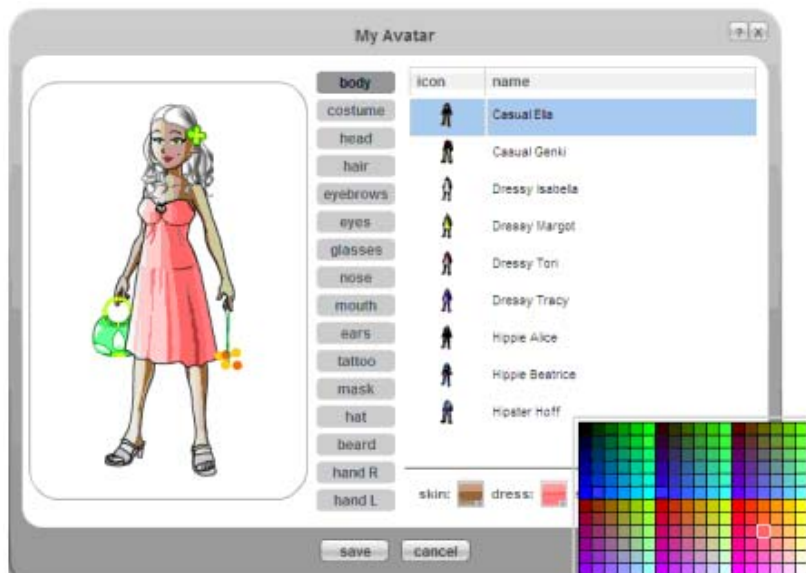 My Avatar
? X
body
costume
head
hair
eyebrows
eyes
glasses
nose
mouth
ears
tattoo
mask
hat
beard
hand R
hand L
icon name
Casual Ella
Casual Genki
Dressy Isabella
Dressy Margot
Dressy Tori
Dressy Tracy
Hippie Alice
Hippie Beatrice
Hipster Hoff
skin: dress:
save cancel